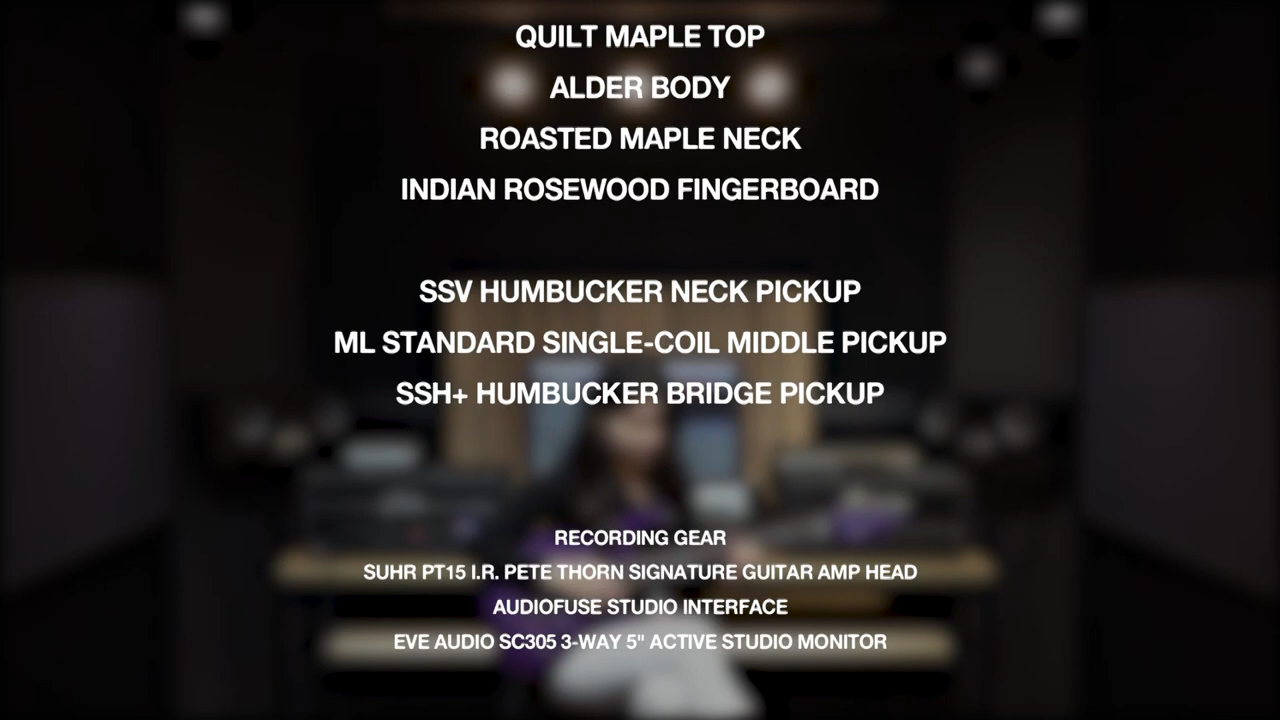 QUILT MAPLE TOP
ALDER BODY
ROASTED MAPLE NECK
INDIAN ROSEWOOD FINGERBOARD
SSV HUMBUCKER NECK PICKUP
ML STANDARD SINGLE-COIL MIDDLE PICKUP
SSH+ HUMBUCKER BRIDGE PICKUP
RECORDING GEAR
SUHR PT15 I.R. PETE THORN SIGNATURE GUITAR AMP HEAD
AUDIOFUSE STUDIO INTERFACE
EVE AUDIO SC305 3-WAY 5" ACTIVE STUDIO MONITOR